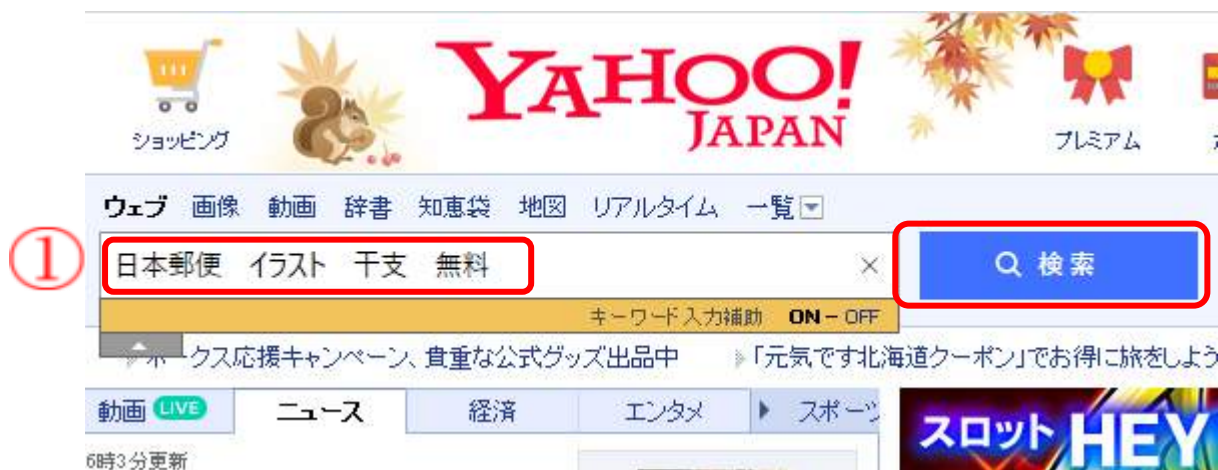 YAHOO!
JAPAN
ショッピング
プレミアム
ウェブ 画像 動画 辞書 知恵袋 地図 リアルタイム 一覧
①
日本郵便 イラスト 干支 無料
×
検索
キーワード入力補助 ON－OFF
クス応援キャンペーン、貴重な公式グッズ出品中
「元気です北海道クーポン」でお得に旅をしよう
動画 LIVE ニュース 経済 エンタメ スポーツ
6時3分更新
スロット HEY